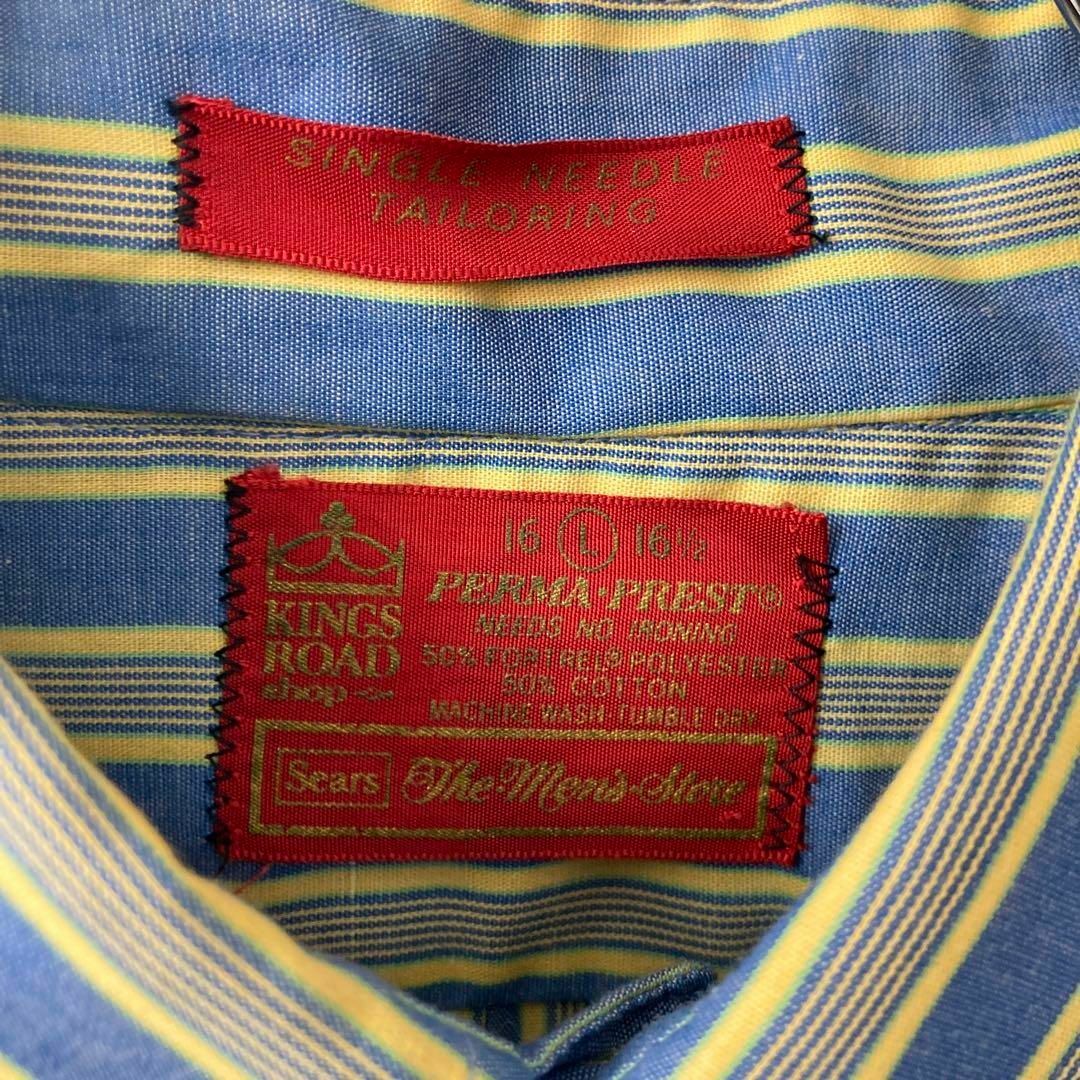 SINGLE NEEDLE
TAILORING
16 L 16½
PERMA-PREST®
NEEDS NO IRONING
50% FORTREL® POLYESTER
50% COTTON
MACHINE WASH TUMBLE DRY
KINGS
ROAD
shop
Sears The Men's Store